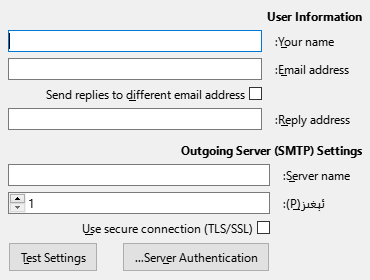 User Information
Your name:
Email address:
Send replies to different email address
Reply address:
Outgoing Server (SMTP) Settings
Server name:
ئېغىز(P):
1
Use secure connection (TLS/SSL)
Server Authentication...
Test Settings